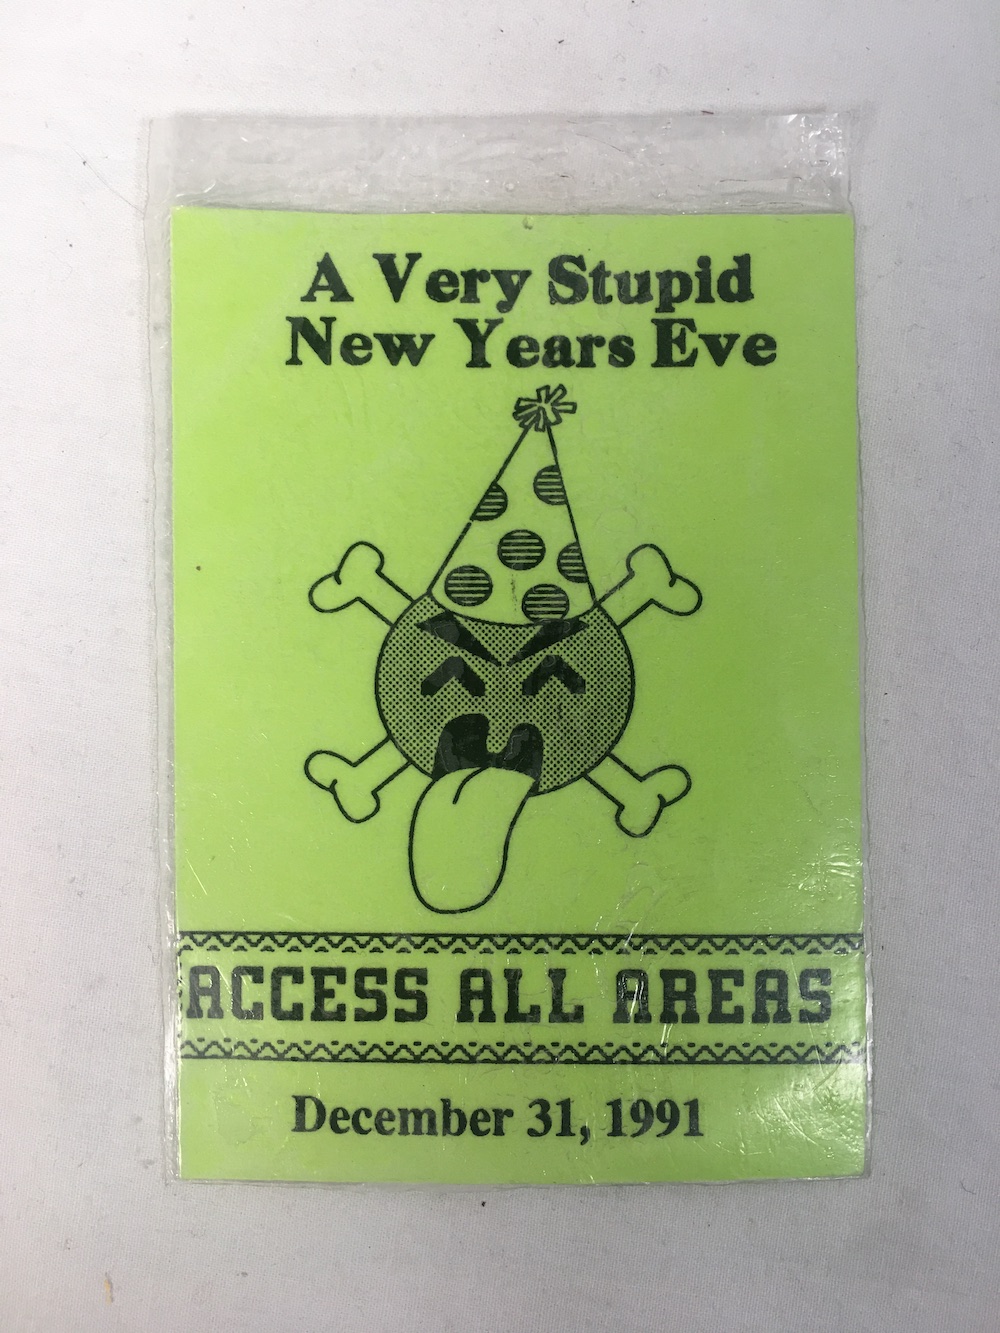 A Very Stupid
New Years Eve
ACCESS ALL AREAS
December 31, 1991